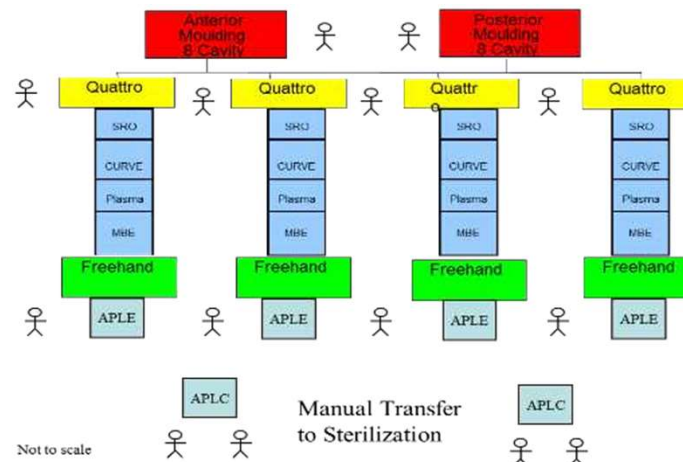 Anterior
Moulding
8 Cavity
Posterior
Moulding
8 Cavity
Quattro
Quattro
Quattr
o
Quattro
SRO
SRO
SRO
SRO
CURVE
CURVE
CURVE
CURVE
Plasma
Plasma
Plasma
Plasma
MBE
MBE
MBE
MBE
Freehand
Freehand
Freehand
Freehand
APLE
APLE
APLE
APLE
APLC
Manual Transfer
to Sterilization
APLC
Not to scale